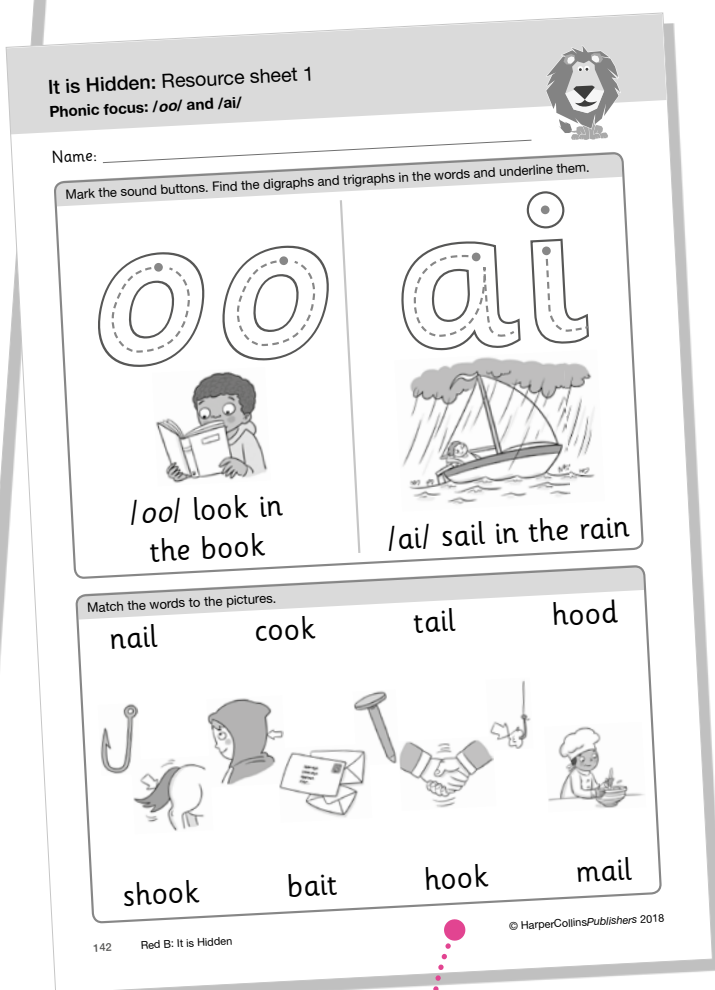 It is Hidden: Resource sheet 1
Phonic focus: /oo/ and /ai/
Name:
Mark the sound buttons. Find the digraphs and trigraphs in the words and underline them.
oo
ai
/oo/ look in
the book
/ai/ sail in the rain
Match the words to the pictures.
nail cook tail hood
shook bait hook mail
142 Red B: It is Hidden
© HarperCollinsPublishers 2018